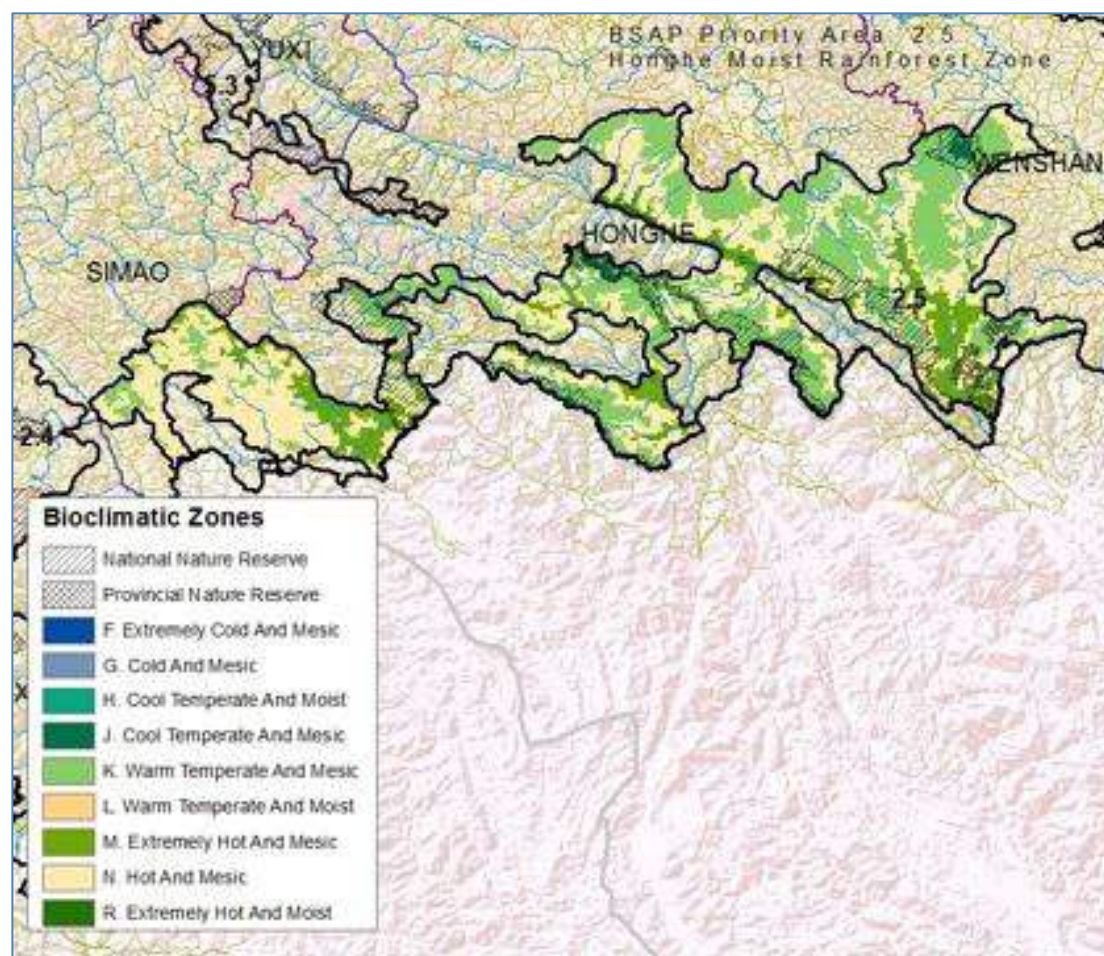 BSAP Priority Area 2.5
Honghe Moist Rainforest Zone
YUXI
5.3
WENSHAN
HONGHE
SIMAO
2.5
2.4
Bioclimatic Zones
National Nature Reserve
Provincial Nature Reserve
F. Extremely Cold And Mesic
G. Cold And Mesic
H. Cool Temperate And Moist
J. Cool Temperate And Mesic
K. Warm Temperate And Mesic
L. Warm Temperate And Moist
M. Extremely Hot And Mesic
N. Hot And Mesic
R. Extremely Hot And Moist